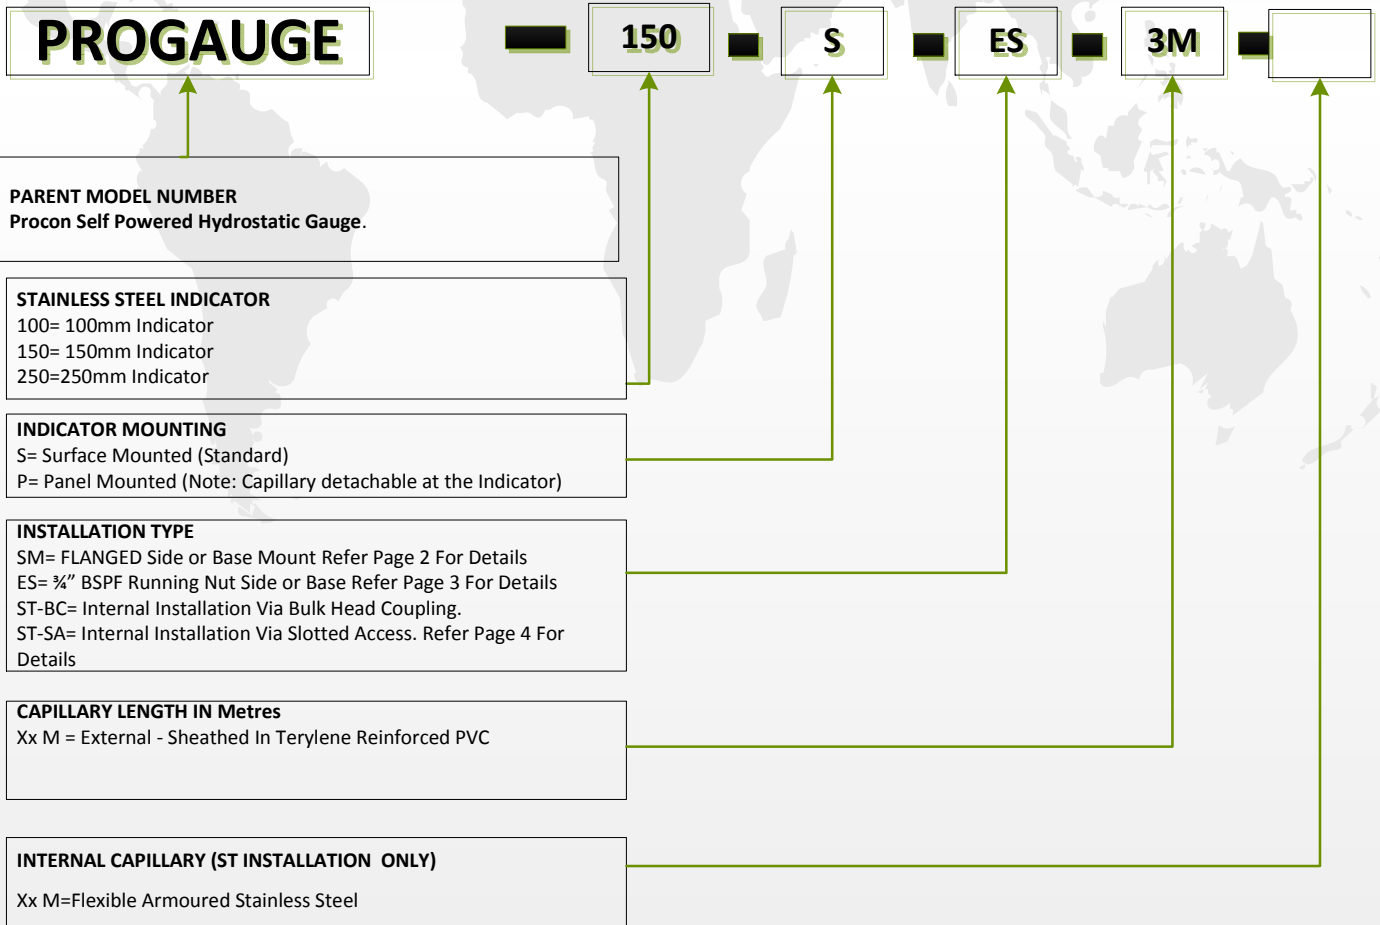 PROGAUGE 150 S ES 3M
PARENT MODEL NUMBER
Procon Self Powered Hydrostatic Gauge.
STAINLESS STEEL INDICATOR
100= 100mm Indicator
150= 150mm Indicator
250=250mm Indicator
INDICATOR MOUNTING
S= Surface Mounted (Standard)
P= Panel Mounted (Note: Capillary detachable at the Indicator)
INSTALLATION TYPE
SM= FLANGED Side or Base Mount Refer Page 2 For Details
ES= ¾” BSPF Running Nut Side or Base Refer Page 3 For Details
ST-BC= Internal Installation Via Bulk Head Coupling.
ST-SA= Internal Installation Via Slotted Access. Refer Page 4 For
Details
CAPILLARY LENGTH IN Metres
Xx M = External - Sheathed In Terylene Reinforced PVC
INTERNAL CAPILLARY (ST INSTALLATION ONLY)
Xx M=Flexible Armoured Stainless Steel